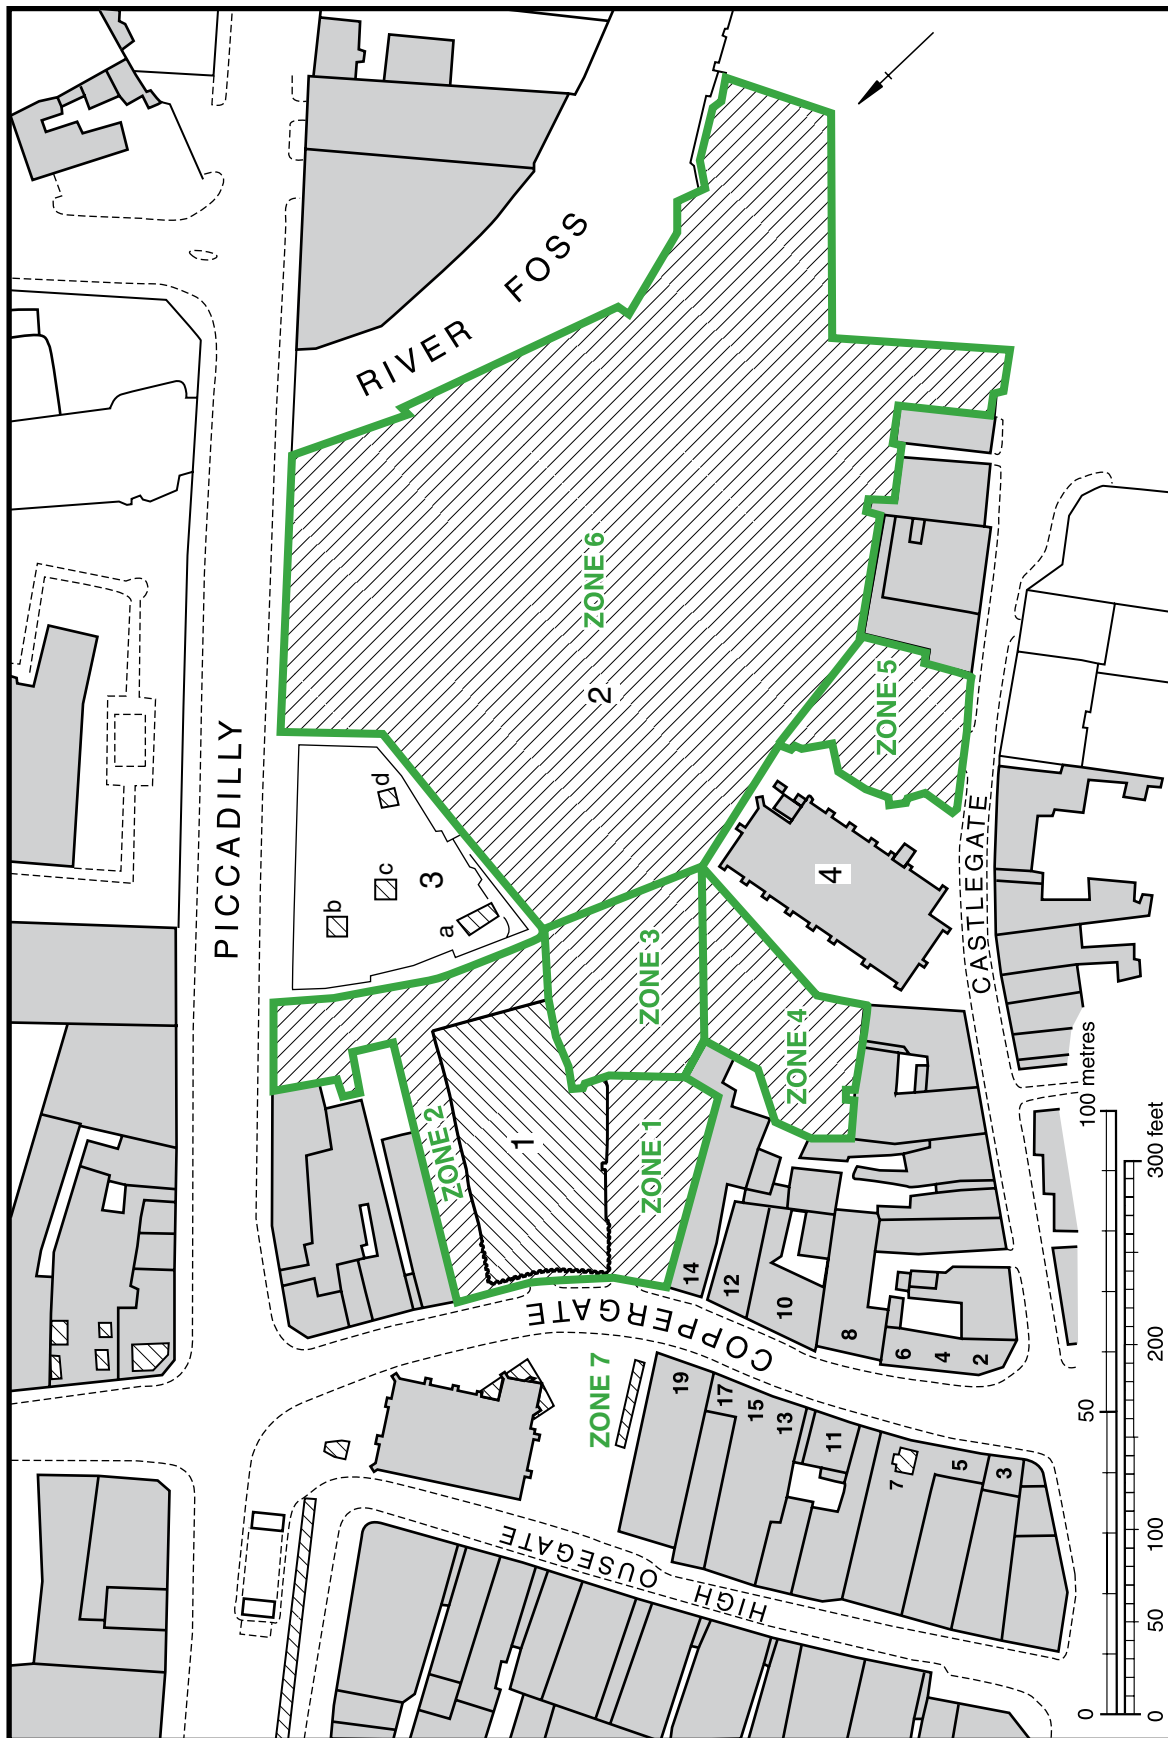 PICCADILLY
RIVER FOSS
ZONE 6
2
ZONE 5
d
c
b
a
3
4
CASTLEGATE
ZONE 3
ZONE 4
ZONE 2
1
ZONE 1
COPPERGATE
14
12
10
8
6
4
2
ZONE 7
19
17
15
13
11
7
5
3
HIGH OUSEGATE
0 50 100 metres
0 50 100 200 300 feet